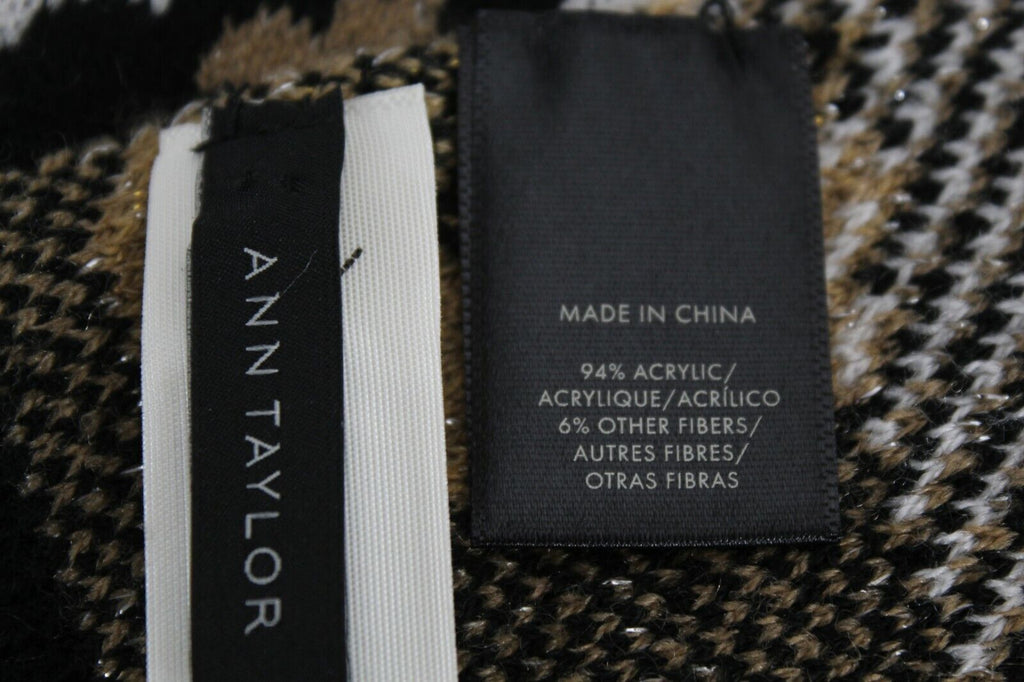 ANN TAYLOR
MADE IN CHINA
94% ACRYLIC/
ACRYLIQUE/ACRÍLICO
6% OTHER FIBERS/
AUTRES FIBRES/
OTRAS FIBRAS